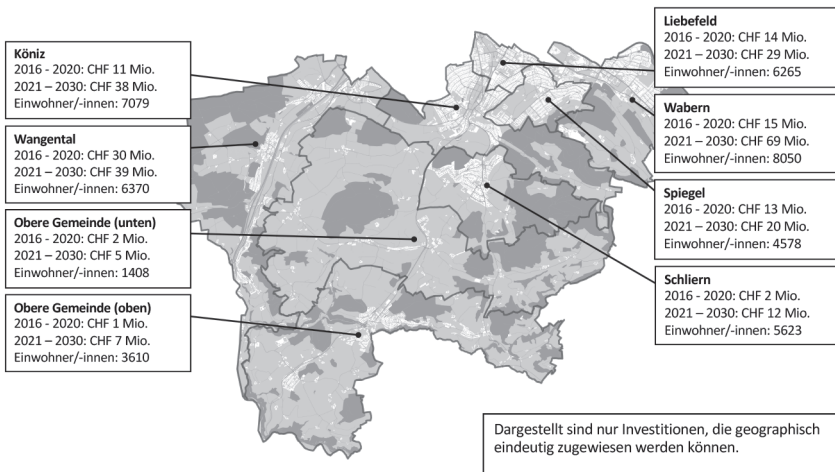 Köniz
2016 - 2020: CHF 11 Mio.
2021 – 2030: CHF 38 Mio.
Einwohner/-innen: 7079
Wangental
2016 - 2020: CHF 30 Mio.
2021 – 2030: CHF 39 Mio.
Einwohner/-innen: 6370
Obere Gemeinde (unten)
2016 - 2020: CHF 2 Mio.
2021 – 2030: CHF 5 Mio.
Einwohner/-innen: 1408
Obere Gemeinde (oben)
2016 - 2020: CHF 1 Mio.
2021 – 2030: CHF 7 Mio.
Einwohner/-innen: 3610
Liebefeld
2016 - 2020: CHF 14 Mio.
2021 – 2030: CHF 29 Mio.
Einwohner/-innen: 6265
Wabern
2016 - 2020: CHF 15 Mio.
2021 – 2030: CHF 69 Mio.
Einwohner/-innen: 8050
Spiegel
2016 - 2020: CHF 13 Mio.
2021 – 2030: CHF 20 Mio.
Einwohner/-innen: 4578
Schliern
2016 - 2020: CHF 2 Mio.
2021 – 2030: CHF 12 Mio.
Einwohner/-innen: 5623
Dargestellt sind nur Investitionen, die geographisch
eindeutig zugewiesen werden können.